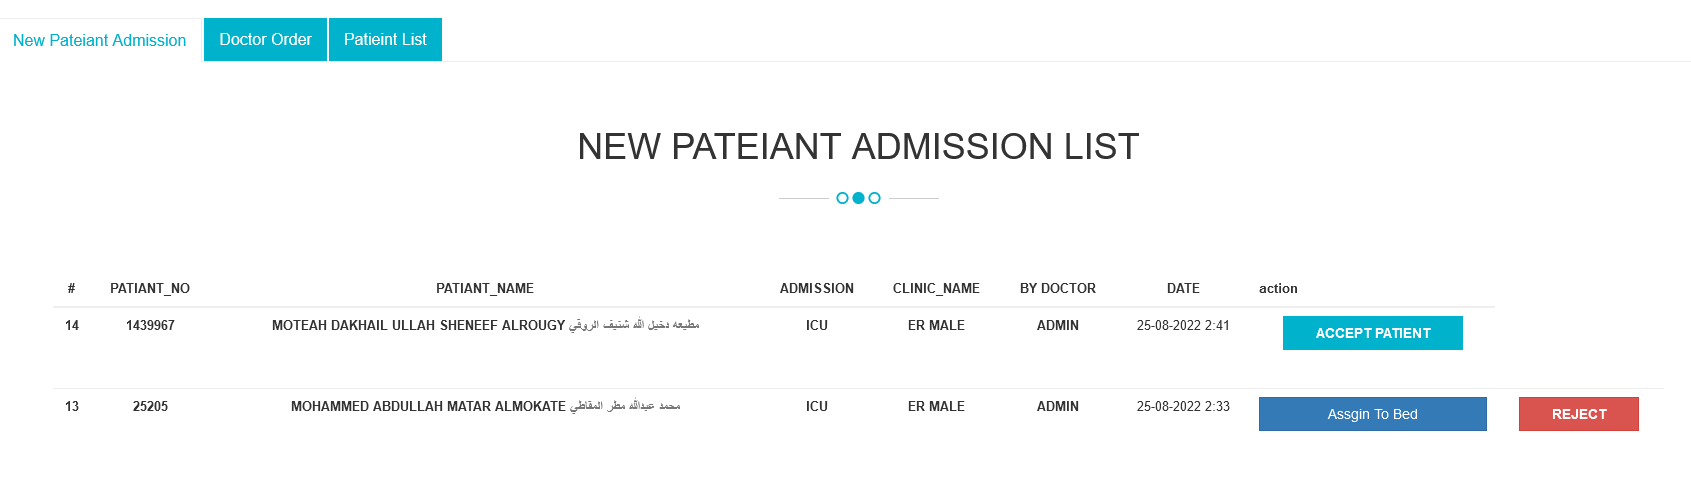 New Pateiant Admission Doctor Order Patieint List
NEW PATEIANT ADMISSION LIST
# PATIANT_NO PATIANT_NAME ADMISSION CLINIC_NAME BY DOCTOR DATE action
14 1439967 MOTEAH DAKHAIL ULLAH SHENEEF ALROUGY مطيعه دخيل الله شنيف الروقي ICU ER MALE ADMIN 25-08-2022 2:41 ACCEPT PATIENT
13 25205 MOHAMMED ABDULLAH MATAR ALMOKATE محمد عبدالله مطر المقاطي ICU ER MALE ADMIN 25-08-2022 2:33 Assgin To Bed REJECT